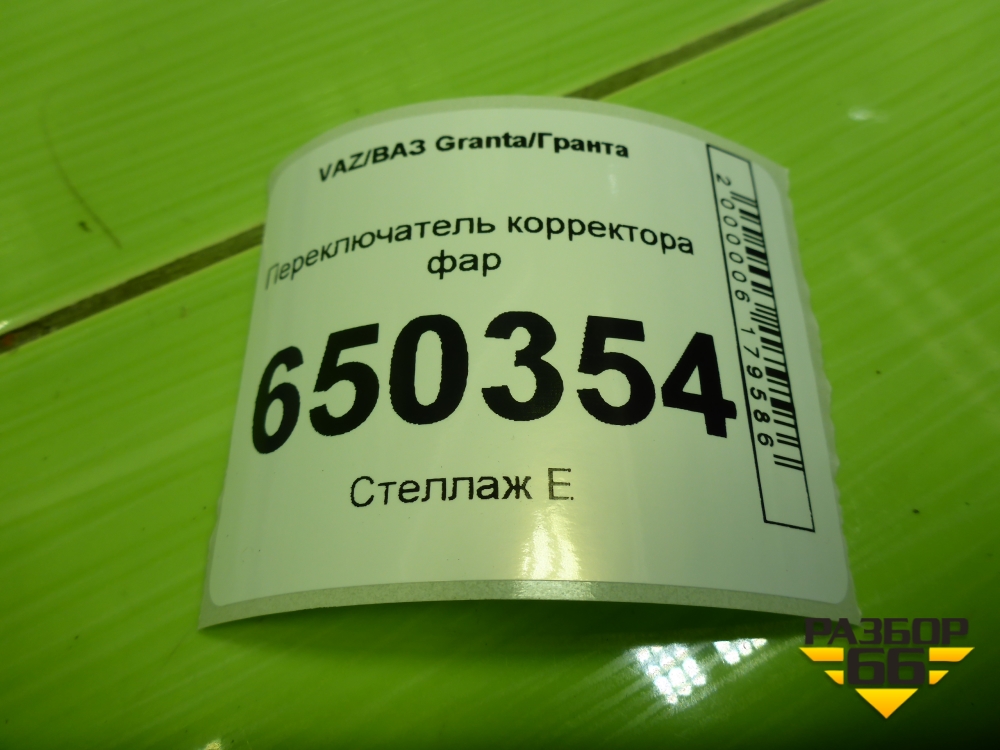 VAZ/ВАЗ Granta/Гранта
Переключатель корректора
фар
650354
Стеллаж Е
2000006179586
РАЗБОР
66